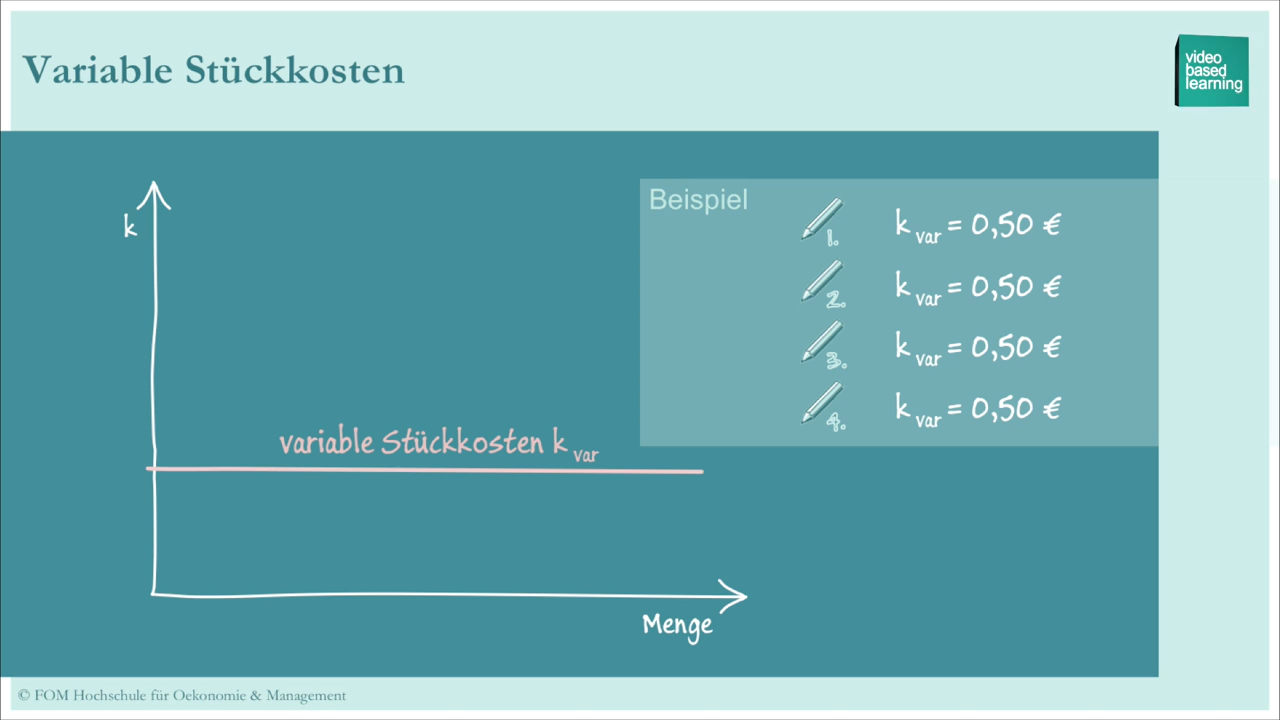 Variable Stückkosten
video
based
learning
k
Beispiel
1. k var = 0,50 €
2. k var = 0,50 €
3. k var = 0,50 €
4. k var = 0,50 €
variable Stückkosten k var
Menge
© FOM Hochschule für Oekonomie & Management